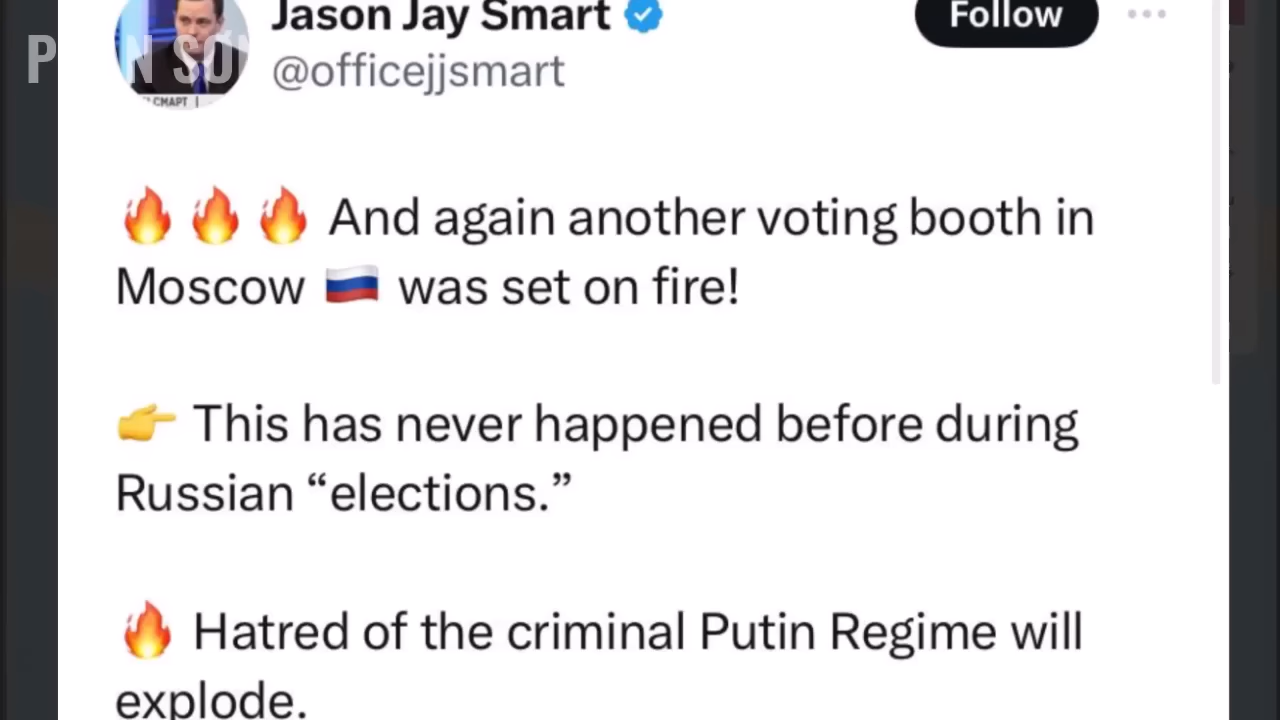 Jason Jay Smart
Follow
@officejjsmart
СМАРТ |
🔥🔥🔥 And again another voting booth in
Moscow 🇷🇺 was set on fire!
👉 This has never happened before during
Russian “elections.”
🔥 Hatred of the criminal Putin Regime will
explode.